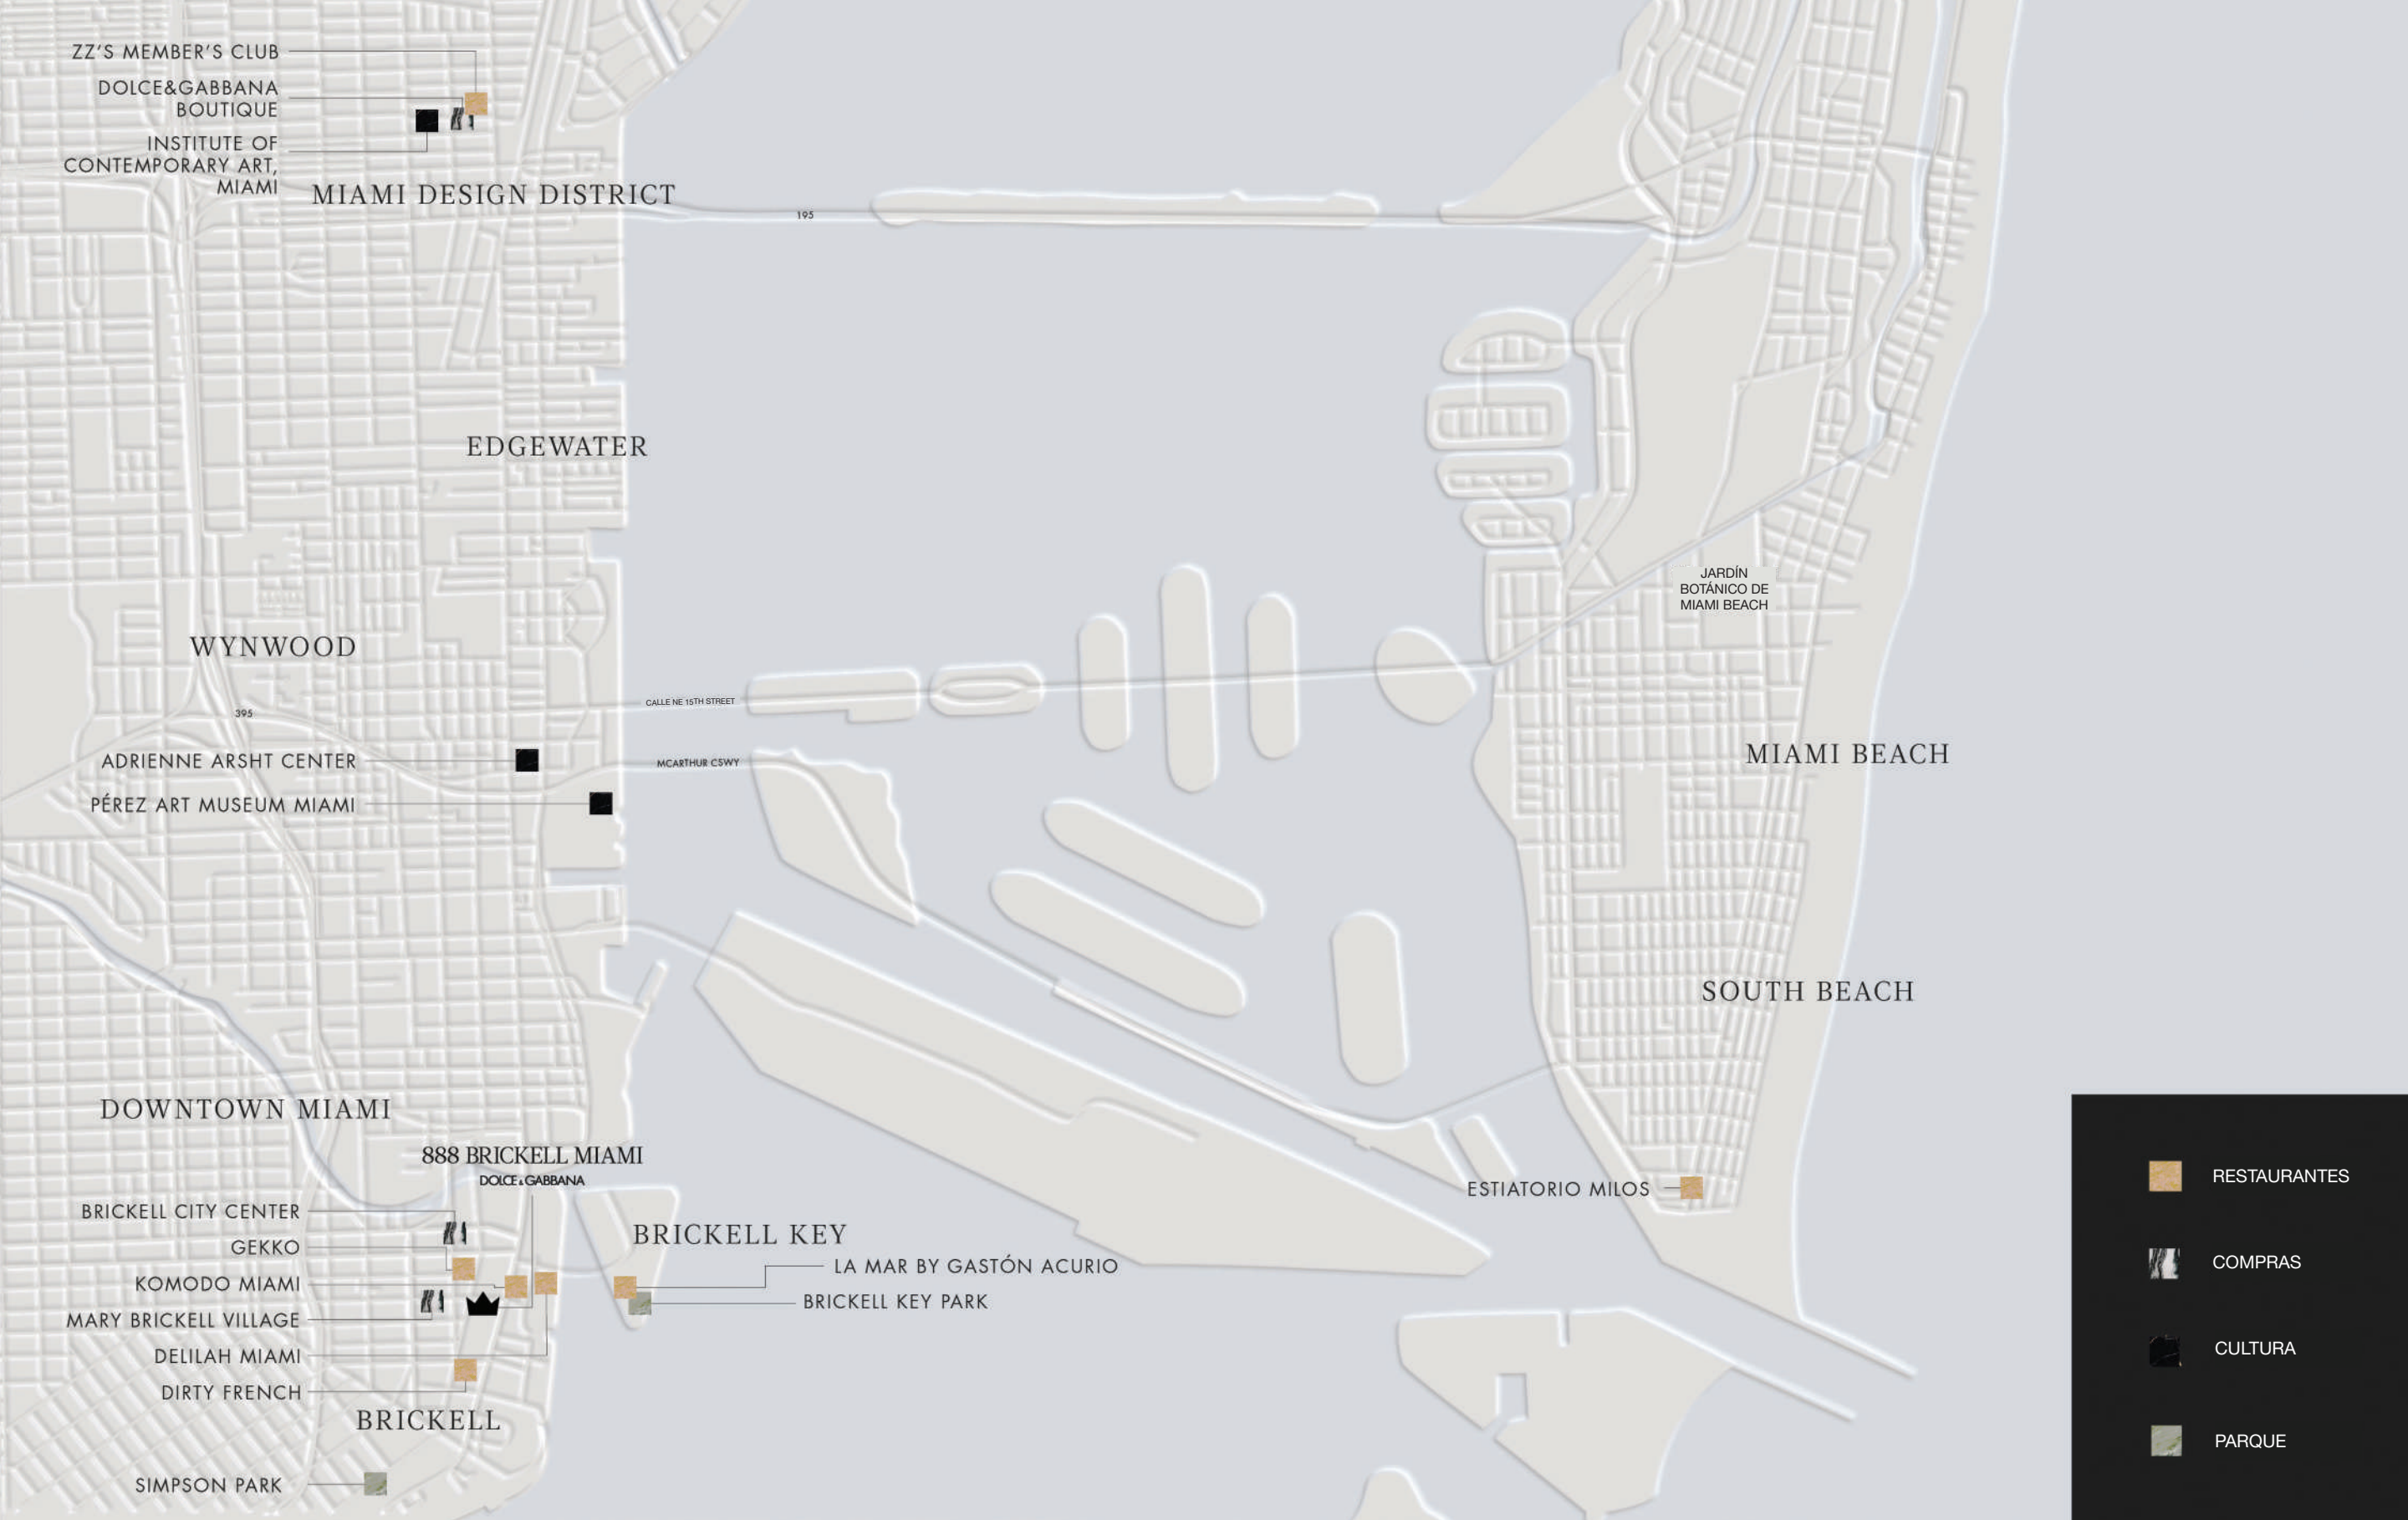 ZZ'S MEMBER'S CLUB
DOLCE&GABBANA
BOUTIQUE
INSTITUTE OF
CONTEMPORARY ART,
MIAMI
MIAMI DESIGN DISTRICT
195
EDGEWATER
JARDÍN
BOTÁNICO DE
MIAMI BEACH
WYNWOOD
CALLE NE 15TH STREET
395
ADRIENNE ARSHT CENTER
MCARTHUR CSWY
MIAMI BEACH
PÉREZ ART MUSEUM MIAMI
SOUTH BEACH
DOWNTOWN MIAMI
888 BRICKELL MIAMI
DOLCE&GABBANA
BRICKELL CITY CENTER
GEKKO
KOMODO MIAMI
MARY BRICKELL VILLAGE
DELILAH MIAMI
DIRTY FRENCH
BRICKELL
SIMPSON PARK
BRICKELL KEY
LA MAR BY GASTÓN ACURIO
BRICKELL KEY PARK
ESTIATORIO MILOS
RESTAURANTES
COMPRAS
CULTURA
PARQUE